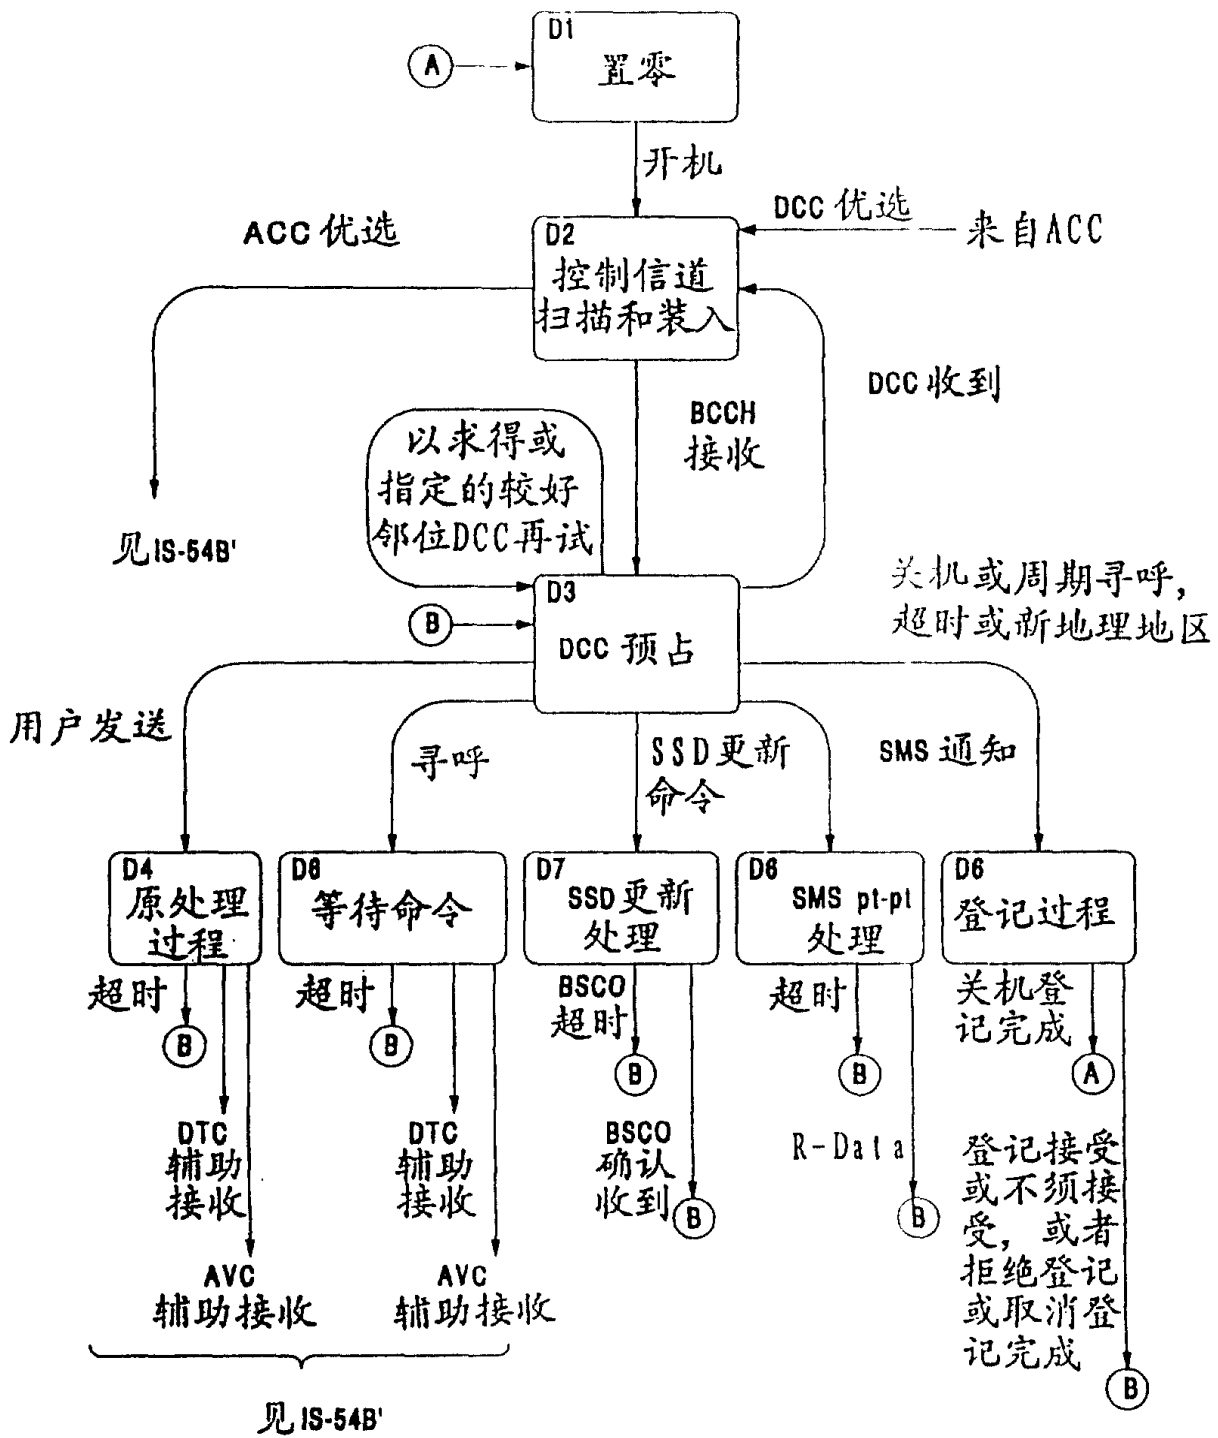 D1
A
置零
开机
DCC 优选
ACC 优选
D2
来自ACC
控制信道
扫描和装入
DCC 收到
BCCH
接收
以求得或
指定的较好
邻位DCC再试
见IS-54B'
关机或周期寻呼,
超时或新地理地区
D3
B
DCC 预占
用户发送
寻呼
SSD更新
命令
SMS 通知
D4
原处理
过程
D6
等待命令
D7
SSD更新
处理
D6
SMS pt-pt
处理
D6
登记过程
超时
B
超时
B
BSCO
超时
B
超时
B
关机登
记完成
A
DTC
辅助
接收
DTC
辅助
接收
BSCO
确认
收到
B
R-Data
B
登记接受
或不须接
受, 或者
拒绝登记
或取消登
记完成
B
AVC
辅助接收
AVC
辅助接收
见IS-54B'